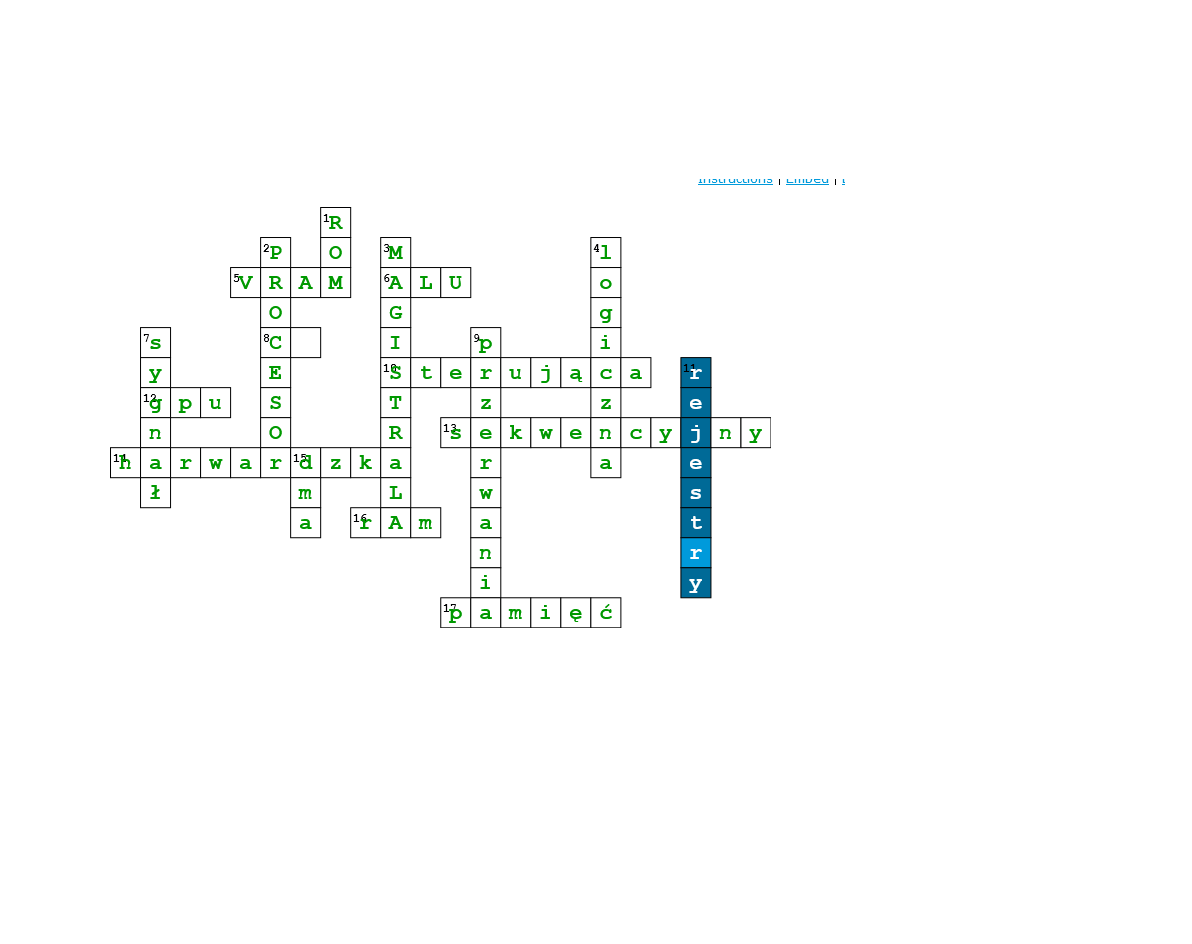 Instructions | Embed |
1 R
2 P O 3 M 4 l
5 V R A M 6 A L U o
O G g
7 s 8 C I 9 p i
y E 10 S t e r u j ą c a 11 r
12 g p u S T z z e
n O R 13 s e k w e n c y j n y
14 h a r w a r 15 d z k a r a e
ł m L w s
a 16 r A m a t
n r
i y
17 p a m i ę ć